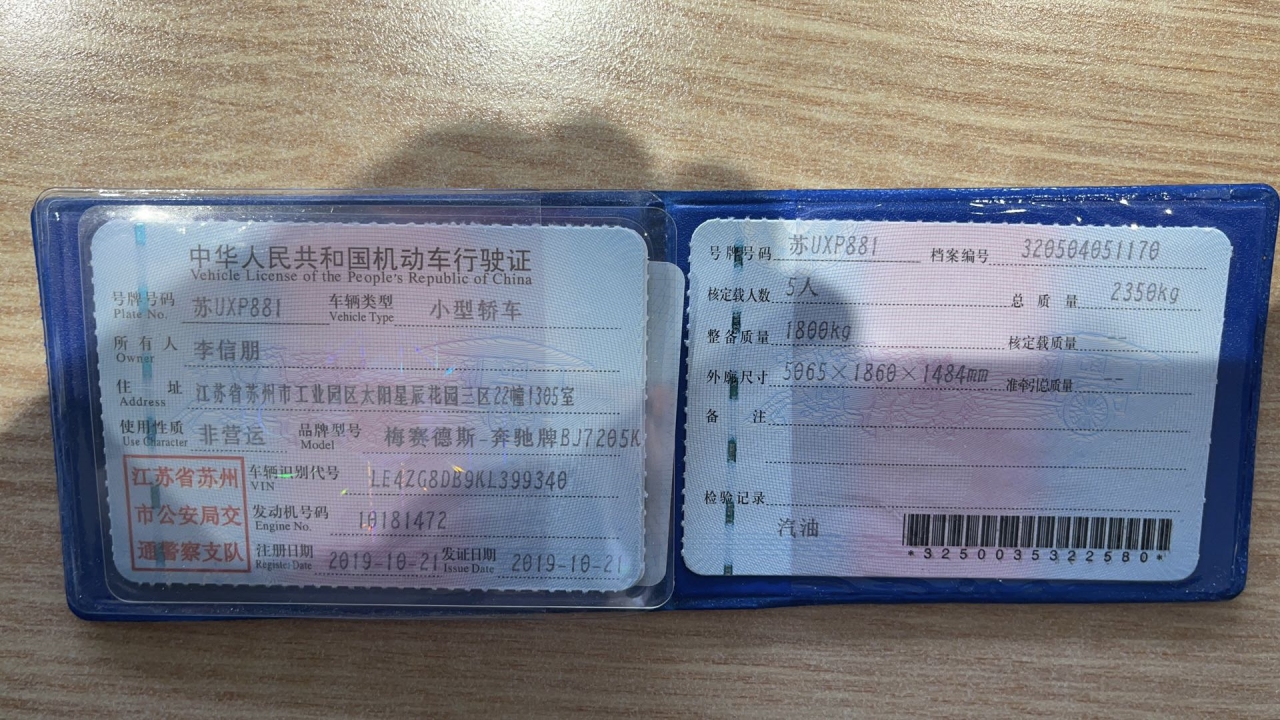 中华人民共和国机动车行驶证
Vehicle License of the People's Republic of China
号牌号码 苏UXP881 车辆类型 小型轿车
Plate No. Vehicle Type
所有人 李信朋
Owner
住址 江苏省苏州市工业园区太阳星辰花园三区22幢1305室
Address
使用性质 非营运 品牌型号 梅赛德斯-奔驰牌BJ7205K
Use Character Model
江苏省苏州
市公安局交
通警察支队
车辆识别代号 LE4ZG8DB9KL399340
VIN
发动机号码 10181472
Engine No.
注册日期 2019-10-21 发证日期 2019-10-21
Register Date Issue Date
号牌号码 苏UXP881 档案编号 320504051170
核定载人数 5人 总质量 2350kg
整备质量 1800kg 核定载质量 --
外廓尺寸 5065×1860×1484mm 准牵引总质量 --
备注
检验记录
汽油
*3250035322580*